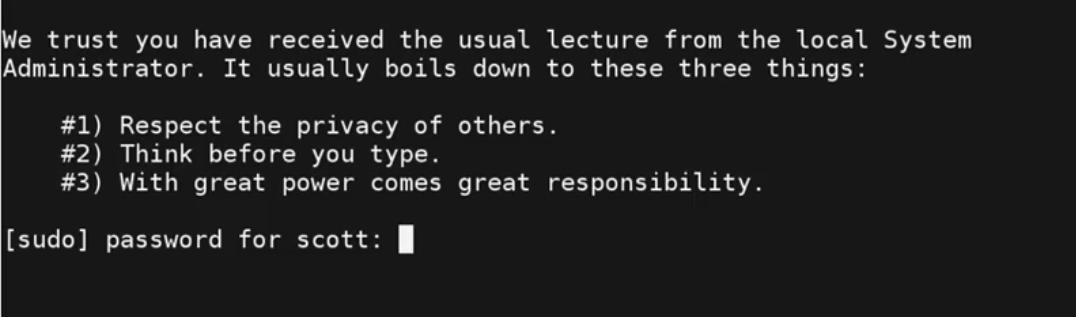 We trust you have received the usual lecture from the local System
Administrator. It usually boils down to these three things:
#1) Respect the privacy of others.
#2) Think before you type.
#3) With great power comes great responsibility.
[sudo] password for scott: